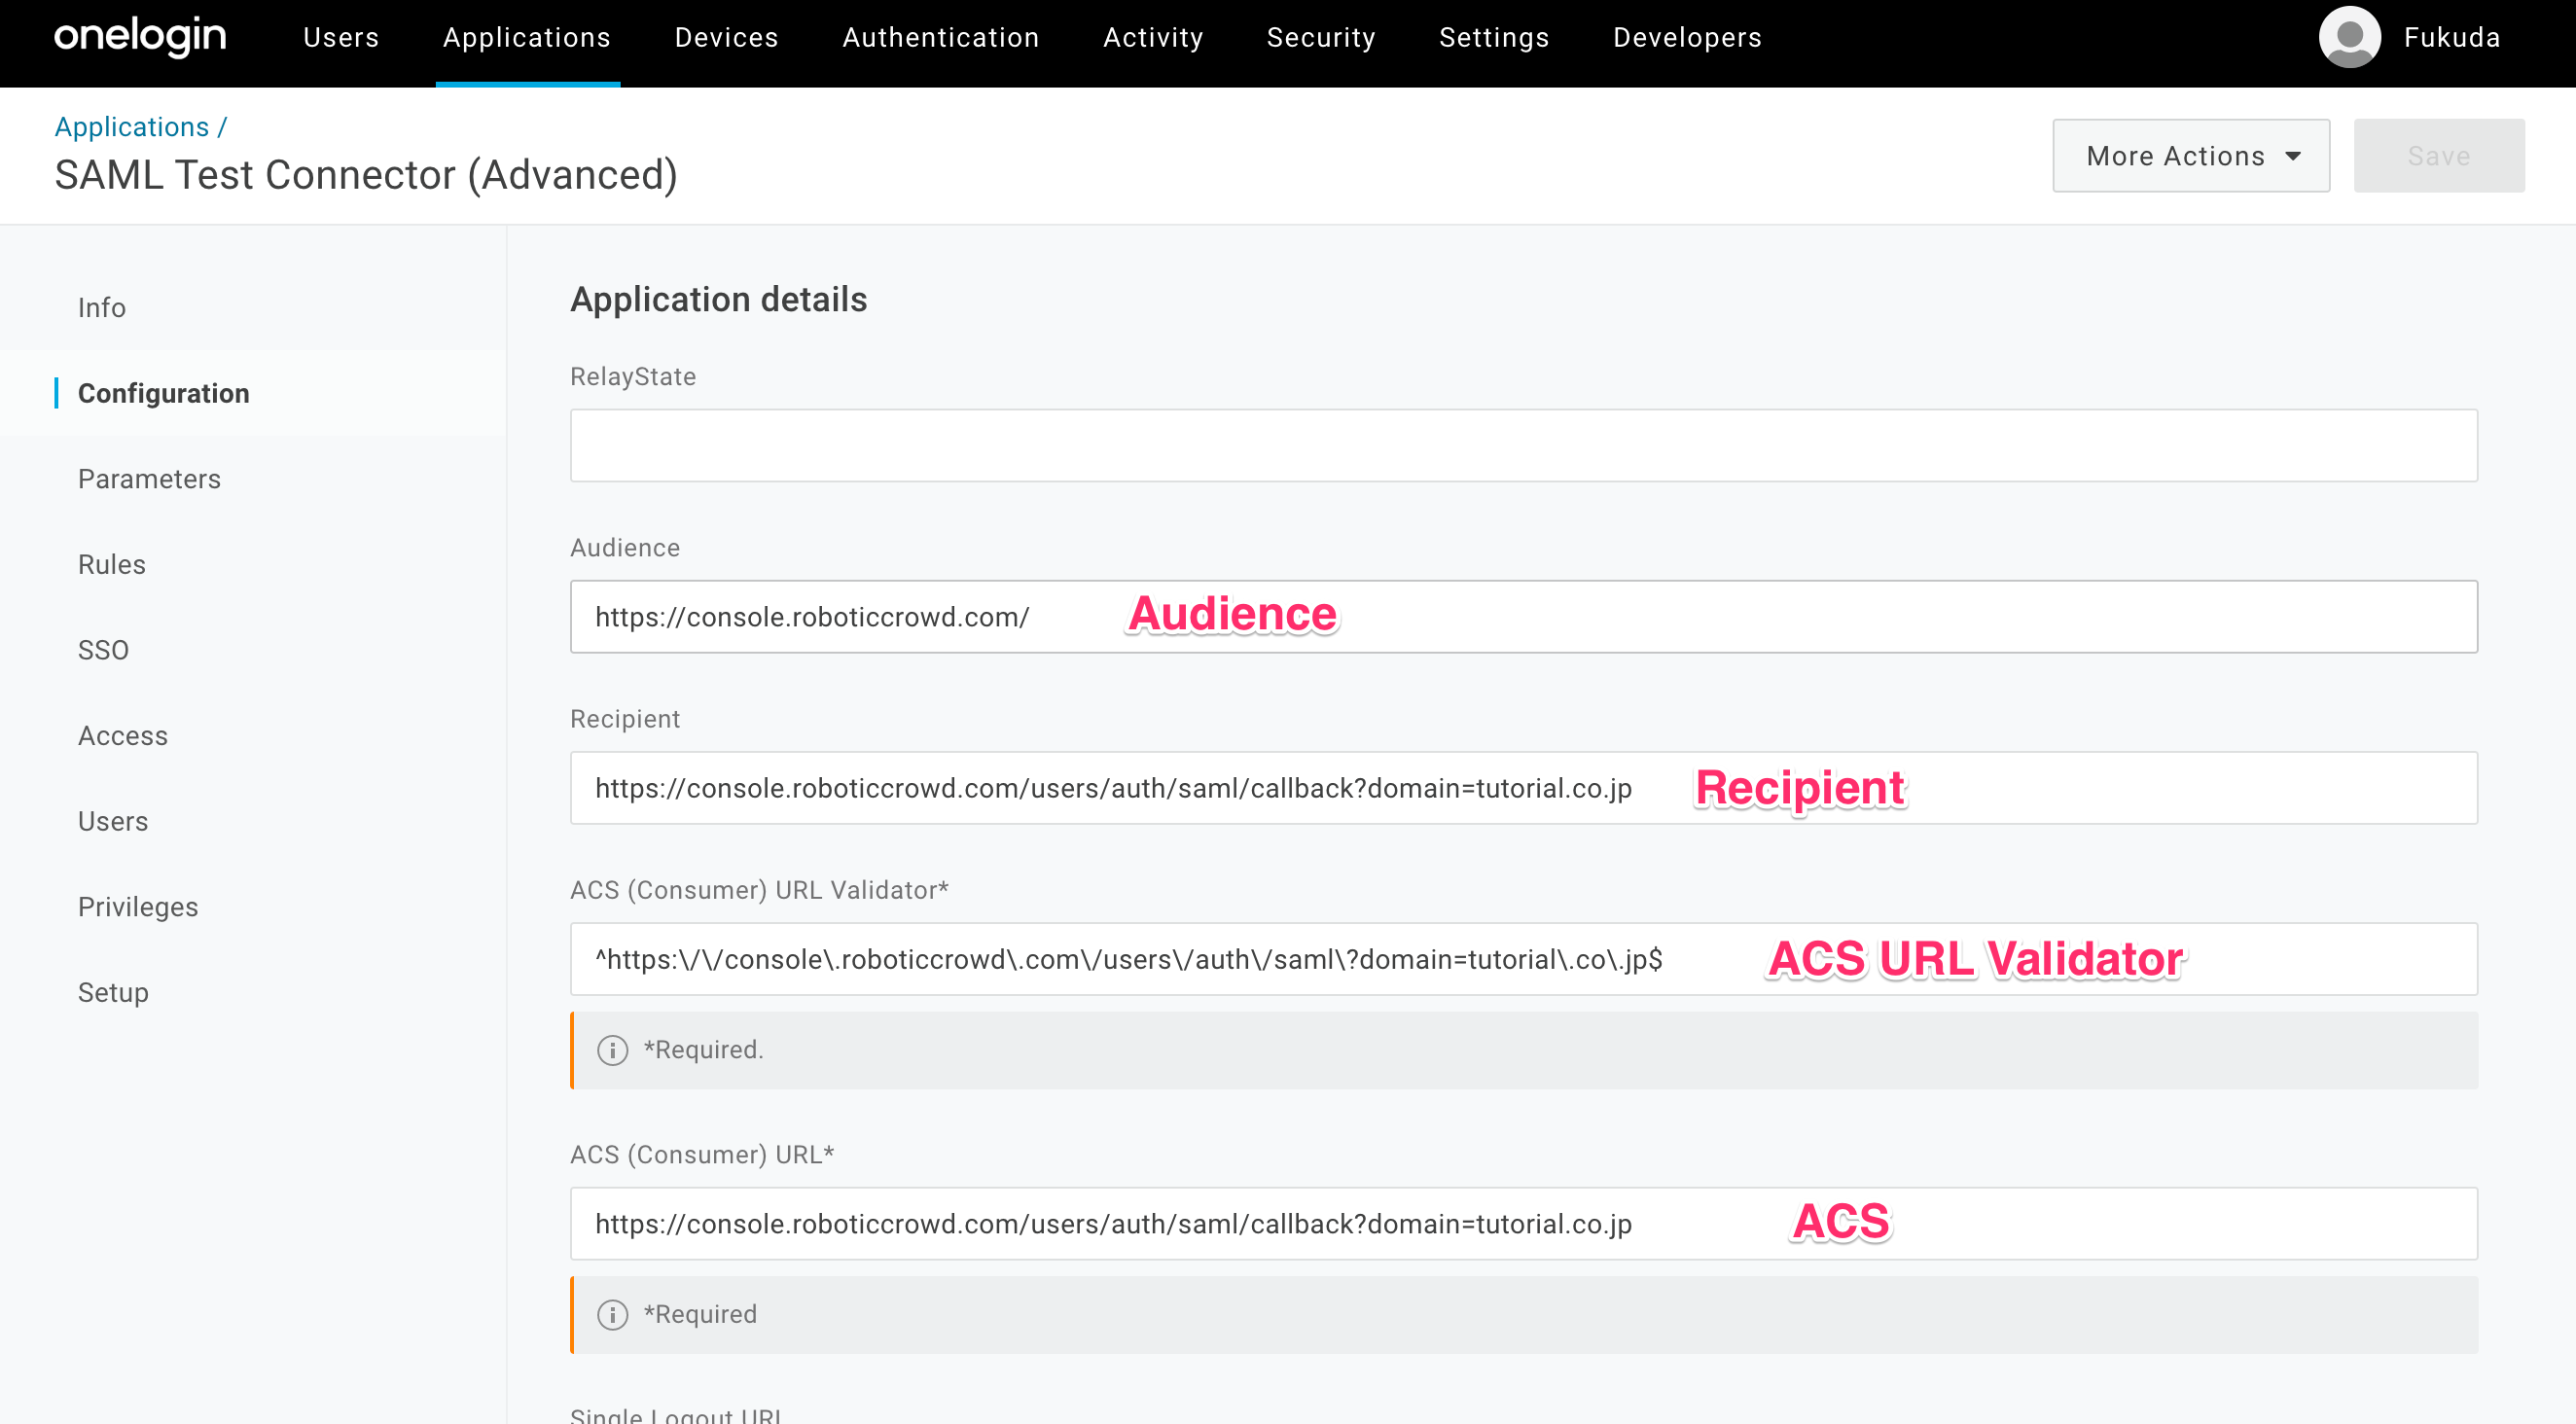 onelogin Users Applications Devices Authentication Activity Security Settings Developers Fukuda
Applications /
SAML Test Connector (Advanced)
More Actions
Save
Info
Configuration
Parameters
Rules
SSO
Access
Users
Privileges
Setup
Application details
RelayState
Audience
https://console.roboticcrowd.com/ Audience
Recipient
https://console.roboticcrowd.com/users/auth/saml/callback?domain=tutorial.co.jp Recipient
ACS (Consumer) URL Validator*
^https:\/\/console\.roboticcrowd\.com\/users\/auth\/saml\?domain=tutorial\.co\.jp$ ACS URL Validator
*Required.
ACS (Consumer) URL*
https://console.roboticcrowd.com/users/auth/saml/callback?domain=tutorial.co.jp ACS
*Required
Single Logout URL